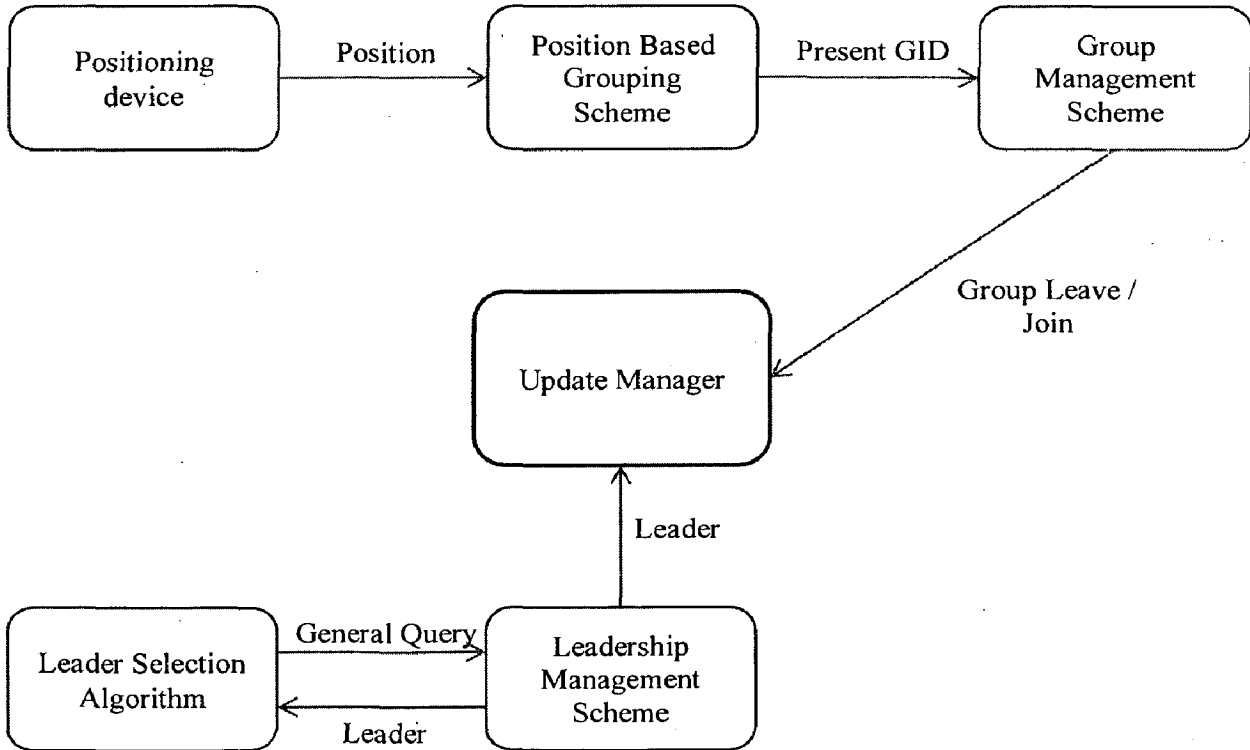 Positioning
device
Position
Position Based
Grouping
Scheme
Present GID
Group
Management
Scheme
Group Leave /
Join
Update Manager
Leader
Leader Selection
Algorithm
General Query
Leader
Leadership
Management
Scheme